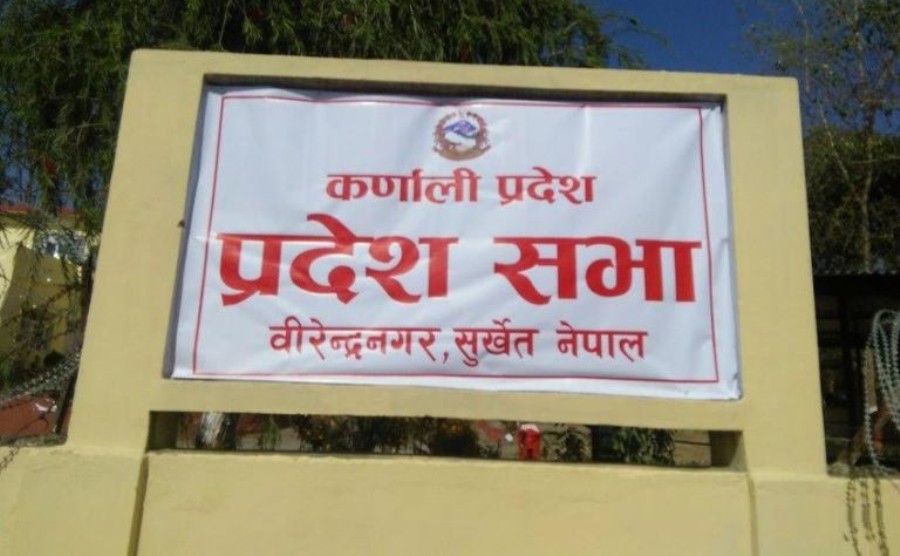 कर्णाली प्रदेश
प्रदेश सभा
वीरेन्द्रनगर, सुर्खेत नेपाल